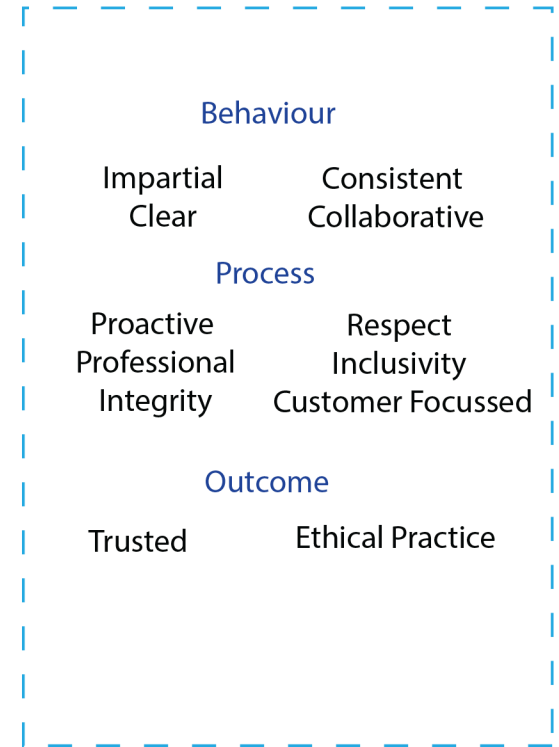 Behaviour
Impartial Consistent
Clear Collaborative
Process
Proactive Respect
Professional Inclusivity
Integrity Customer Focussed
Outcome
Trusted Ethical Practice